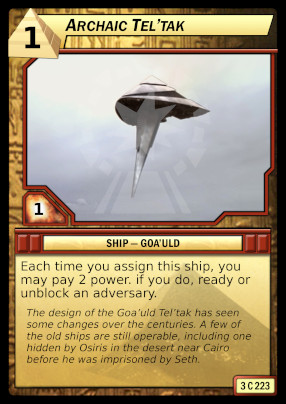 1
ARCHAIC TEL'TAK
1
SHIP – GOA'ULD
Each time you assign this ship, you
may pay 2 power. if you do, ready or
unblock an adversary.
The design of the Goa'uld Tel'tak has seen
some changes over the centuries. A few of
the old ships are still operable, including one
hidden by Osiris in the desert near Cairo
before he was imprisoned by Seth.
3 C 223